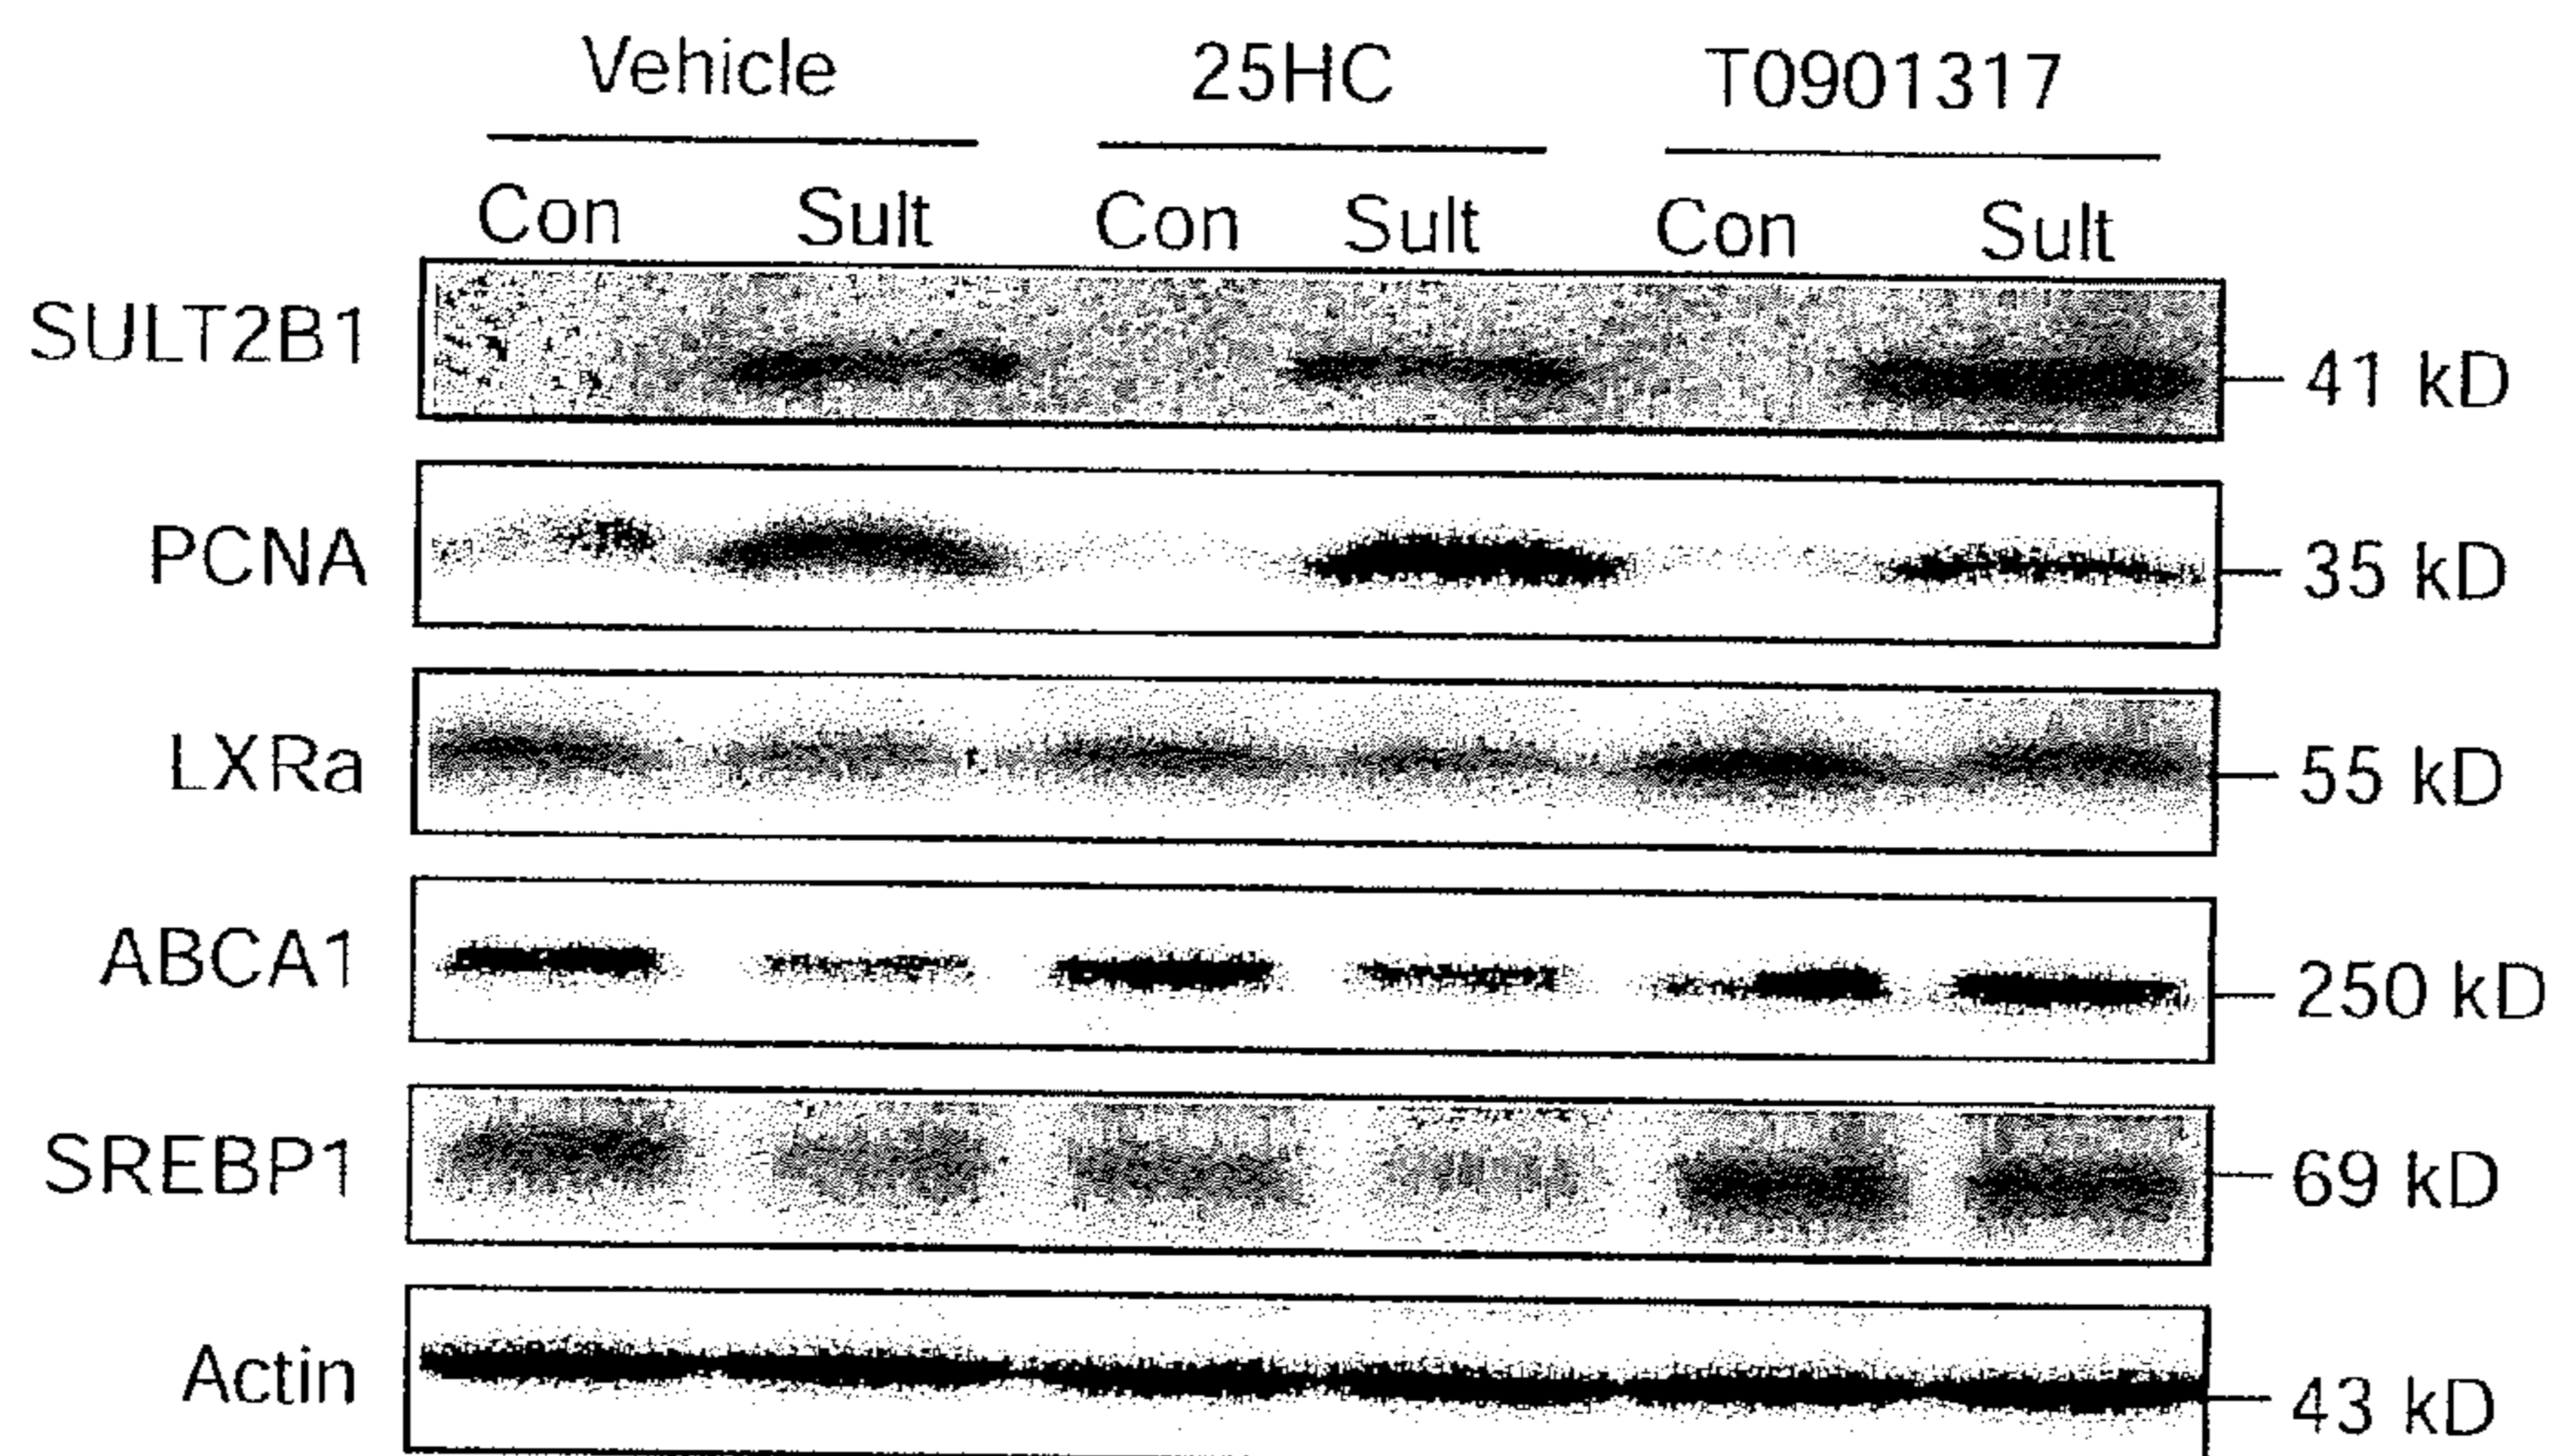 Vehicle 25HC T0901317
Con Sult Con Sult Con Sult
SULT2B1 41 kD
PCNA 35 kD
LXRa 55 kD
ABCA1 250 kD
SREBP1 69 kD
Actin 43 kD